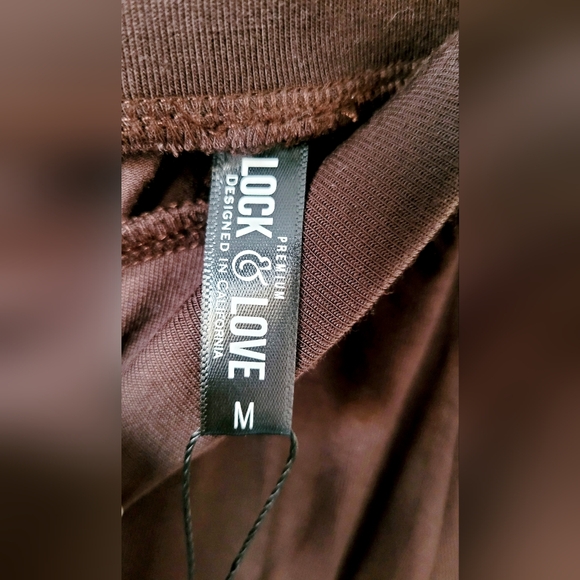 PREMIUM
LOCK & LOVE
DESIGNED IN CALIFORNIA
M